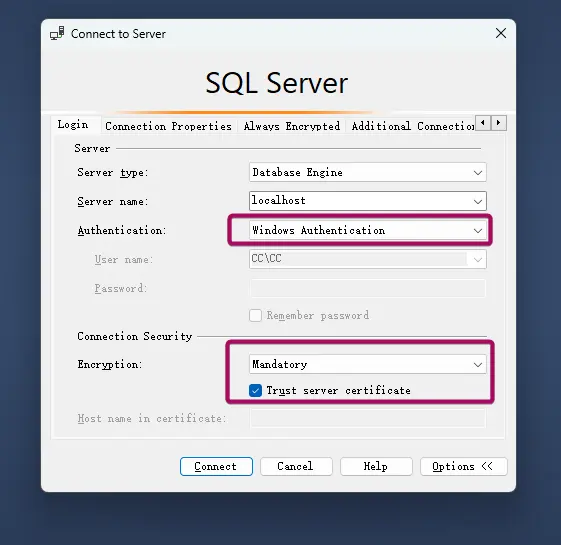 Connect to Server
SQL Server
Login Connection Properties Always Encrypted Additional Connection
Server
Server type: Database Engine
Server name: localhost
Authentication: Windows Authentication
User name: CC\CC
Password:
Remember password
Connection Security
Encryption: Mandatory
Trust server certificate
Host name in certificate:
Connect Cancel Help Options <<